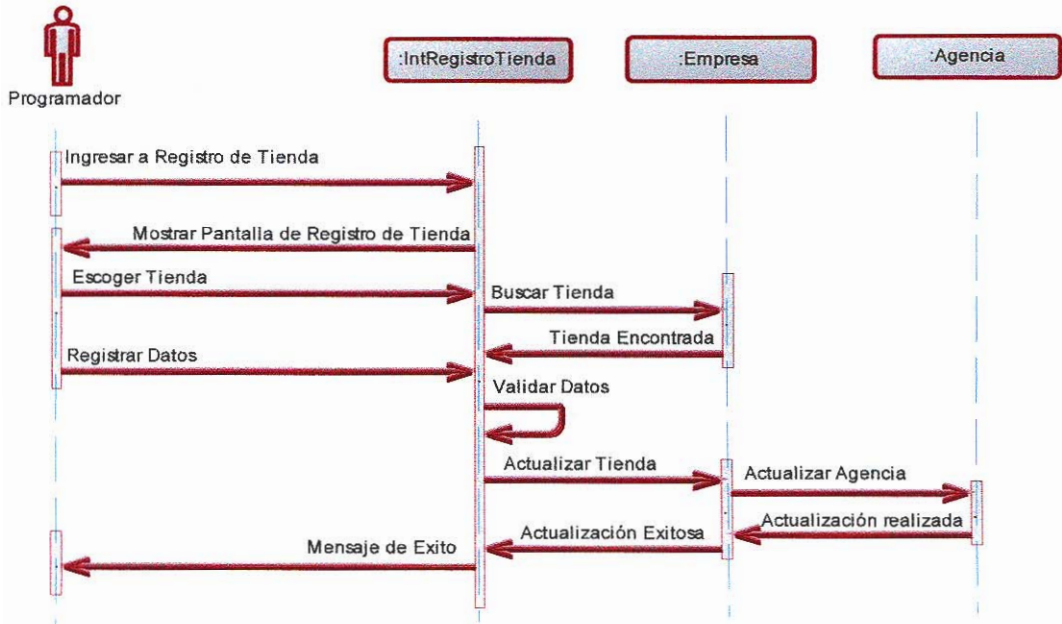 Programador
:IntRegistroTienda
:Empresa
:Agencia
Ingresar a Registro de Tienda
Mostrar Pantalla de Registro de Tienda
Escoger Tienda
Buscar Tienda
Tienda Encontrada
Registrar Datos
Validar Datos
Actualizar Tienda
Actualizar Agencia
Actualización realizada
Actualización Exitosa
Mensaje de Exito